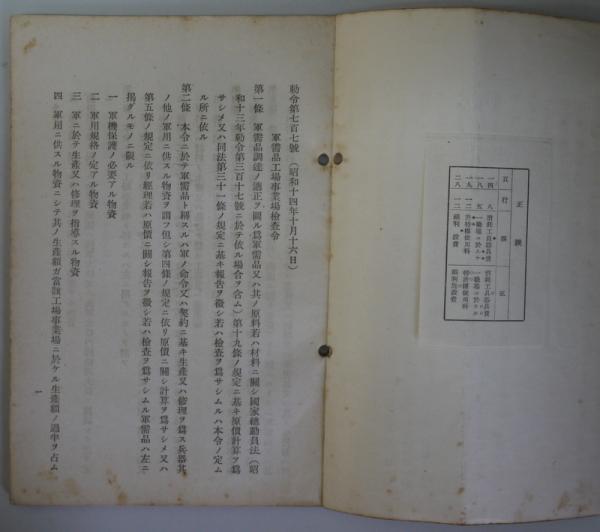 正誤
頁 行 誤 正
勅令第七百七號 (昭和十四年十月十六日)
軍需品工場事業場檢査令
第一條 軍需品調達ノ適正ヲ圖ル爲軍需品又ハ其ノ原料若ハ材料ニ關シ國家總動員法(昭
和十三年勅令第三百十七號ニ於テ依ル場合ヲ含ム)第十九條ノ規定ニ基キ原價計算ヲ爲
サシメ又ハ同法第三十一條ノ規定ニ基キ報告ヲ徵シ若ハ檢査ヲ爲サシムルハ本令ノ定ム
ル所ニ依ル
第二條 本令ニ於テ軍需品ト稱スルハ軍ノ命令又ハ契約ニ基キ生產又ハ修理ヲ爲ス兵器其
ノ他ノ軍用ニ供スル物資ヲ謂フ但シ第四條ノ規定ニ依リ原價ニ關シ計算ヲ爲サシメ又ハ
第五條ノ規定ニ依リ經理若ハ原價ニ關シ報告ヲ徵シ若ハ檢査ヲ爲サシムル軍需品ハ左ニ
揭グルモノニ限ル
一 軍機保護ノ必要アル物資
二 軍用規格ノ定アル物資
三 軍ニ於テ生產又ハ修理ヲ指導スル物資
四 軍用ニ供スル物資ニシテ其ノ生產額ガ當該工場事業場ニ於ケル生產額ノ過半ヲ占ム
一